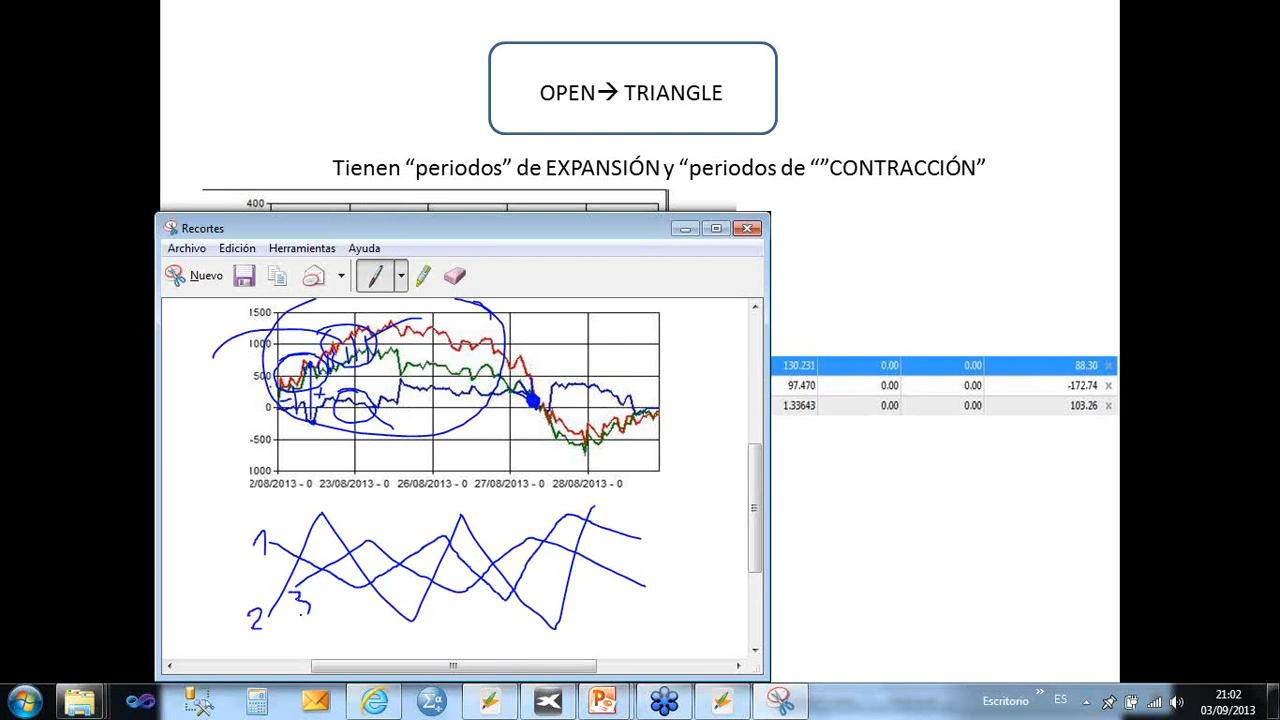 OPEN→ TRIANGLE
Tienen “periodos” de EXPANSIÓN y “periodos de “”CONTRACCIÓN”
400
Recortes
Archivo Edición Herramientas Ayuda
Nuevo
1500
1000
500
0
-500
1000
2/08/2013 - 0 23/08/2013 - 0 26/08/2013 - 0 27/08/2013 - 0 28/08/2013 - 0
130.231 0.00 0.00 88.30 x
97.470 0.00 0.00 -172.74 x
1.33643 0.00 0.00 103.26 x
1
2
3
Escritorio » ES 21:02
03/09/2013